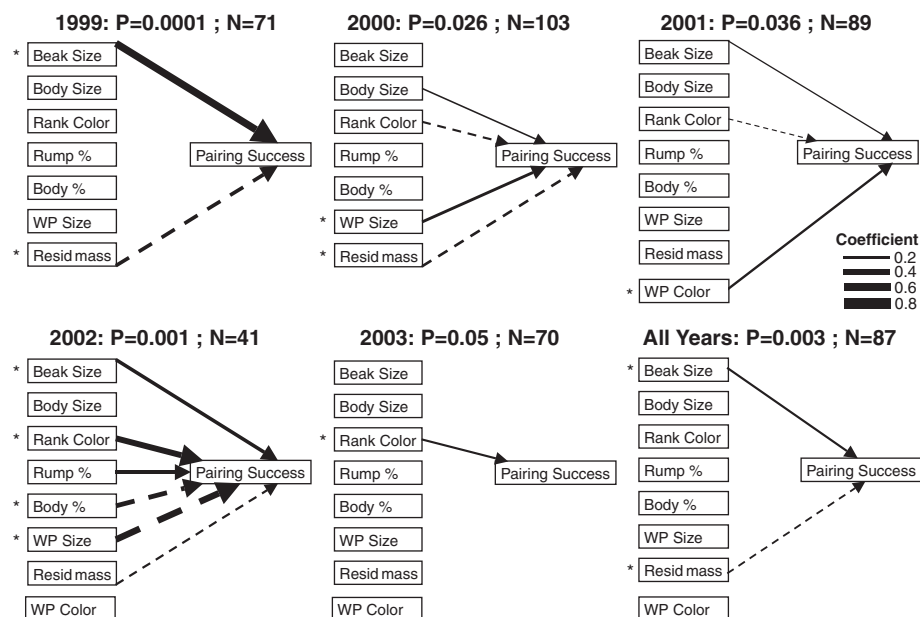 1999: P=0.0001 ; N=71
* Beak Size
Body Size
Rank Color
Rump %
Body %
WP Size
* Resid mass
Pairing Success
2000: P=0.026 ; N=103
Beak Size
Body Size
Rank Color
Rump %
Body %
* WP Size
* Resid mass
Pairing Success
2001: P=0.036 ; N=89
Beak Size
Body Size
Rank Color
Rump %
Body %
WP Size
Resid mass
* WP Color
Pairing Success
Coefficient
0.2
0.4
0.6
0.8
2002: P=0.001 ; N=41
* Beak Size
Body Size
* Rank Color
Rump %
* Body %
* WP Size
Resid mass
WP Color
Pairing Success
2003: P=0.05 ; N=70
Beak Size
Body Size
* Rank Color
Rump %
Body %
WP Size
Resid mass
WP Color
Pairing Success
All Years: P=0.003 ; N=87
* Beak Size
Body Size
Rank Color
Rump %
Body %
WP Size
* Resid mass
WP Color
Pairing Success